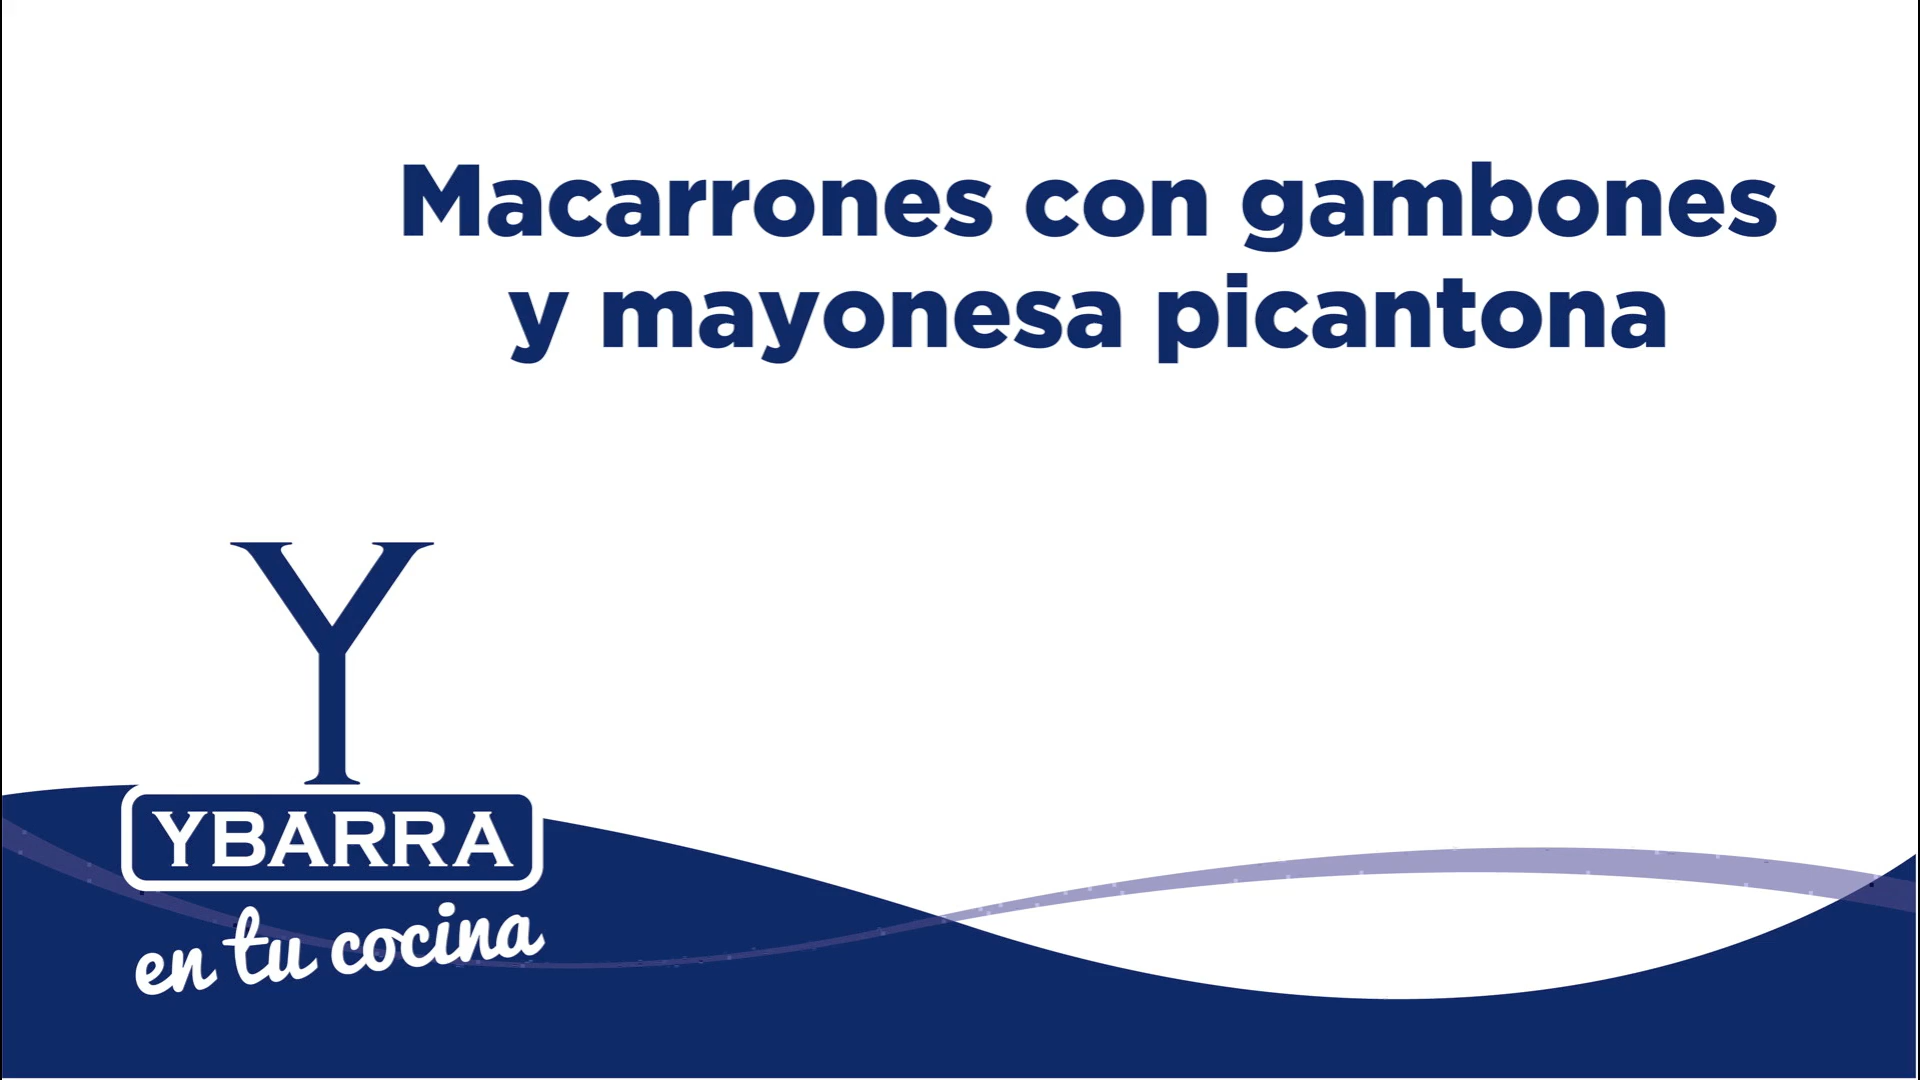 Macarrones con gambones
y mayonesa picantona
Y
YBARRA
en tu cocina